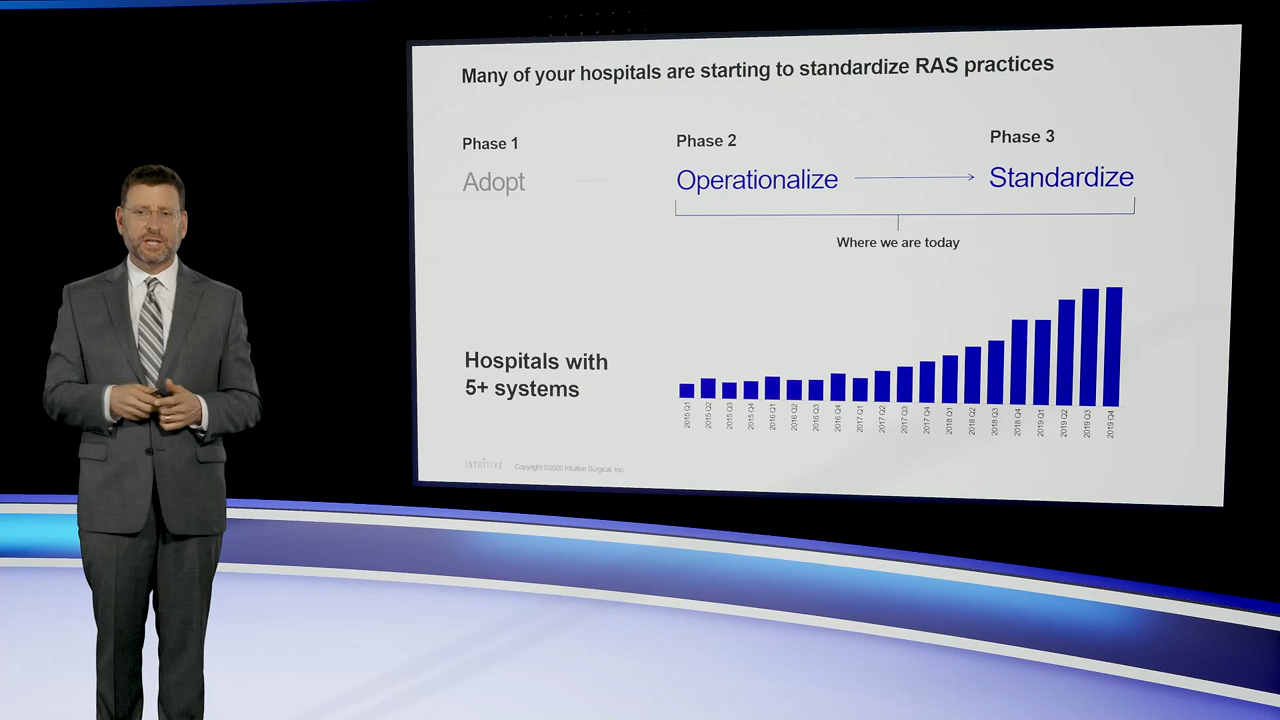 Many of your hospitals are starting to standardize RAS practices
Phase 1
Phase 2
Phase 3
Adopt
Operationalize
Standardize
Where we are today
Hospitals with
5+ systems
2015 Q1
2015 Q2
2015 Q3
2015 Q4
2016 Q1
2016 Q2
2016 Q3
2016 Q4
2017 Q1
2017 Q2
2017 Q3
2017 Q4
2018 Q1
2018 Q2
2018 Q3
2018 Q4
2019 Q1
2019 Q2
2019 Q3
2019 Q4
INTUITIVE
Copyright ©2020 Intuitive Surgical, Inc.